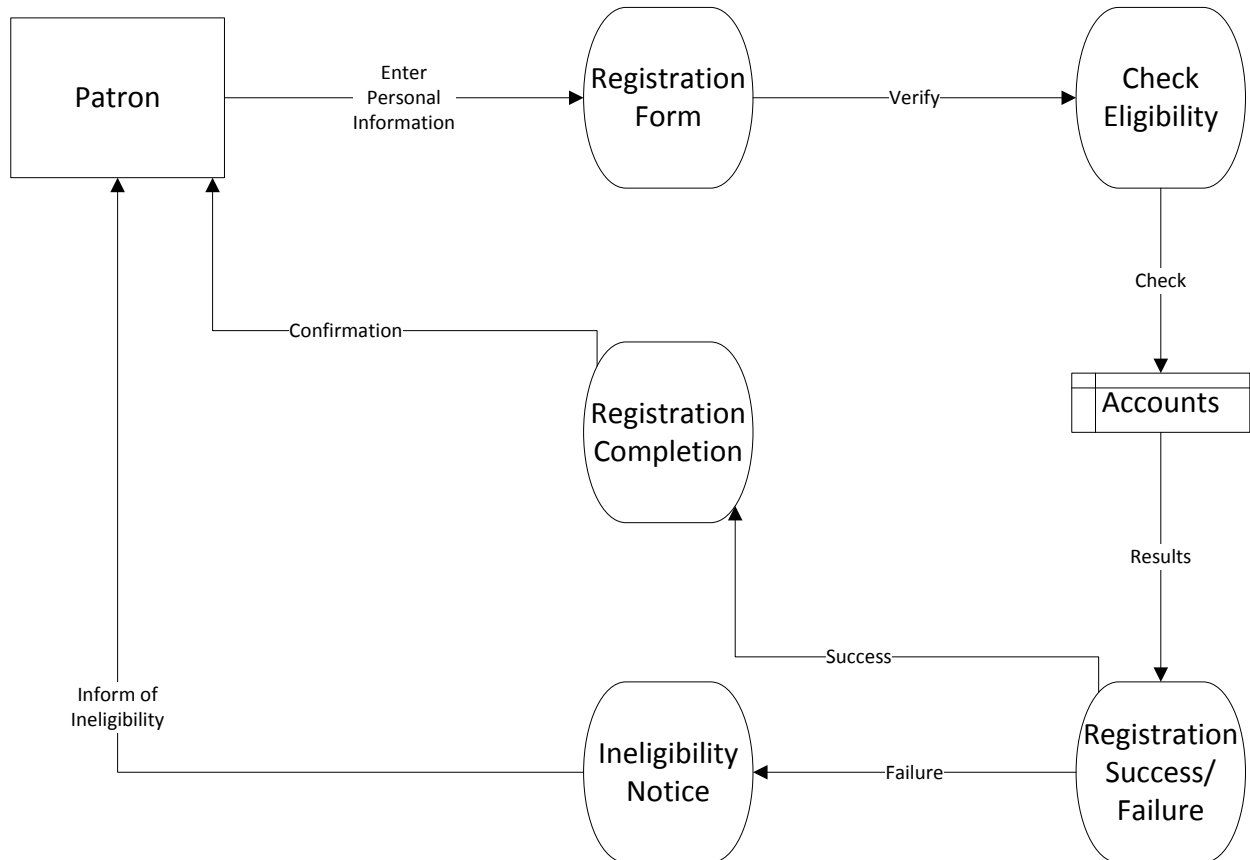 Patron
Enter
Personal
Information
Registration
Form
Verify
Check
Eligibility
Check
Accounts
Results
Confirmation
Registration
Completion
Success
Inform of
Ineligibility
Ineligibility
Notice
Failure
Registration
Success/
Failure